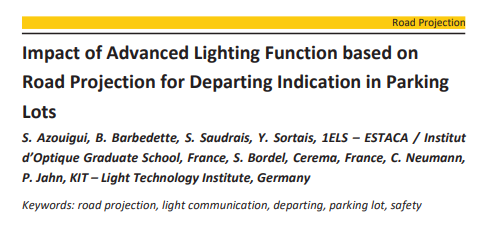 Road Projection
Impact of Advanced Lighting Function based on
Road Projection for Departing Indication in Parking
Lots
S. Azouigui, B. Barbedette, S. Saudrais, Y. Sortais, 1ELS – ESTACA / Institut
d'Optique Graduate School, France, S. Bordel, Cerema, France, C. Neumann,
P. Jahn, KIT – Light Technology Institute, Germany
Keywords: road projection, light communication, departing, parking lot, safety